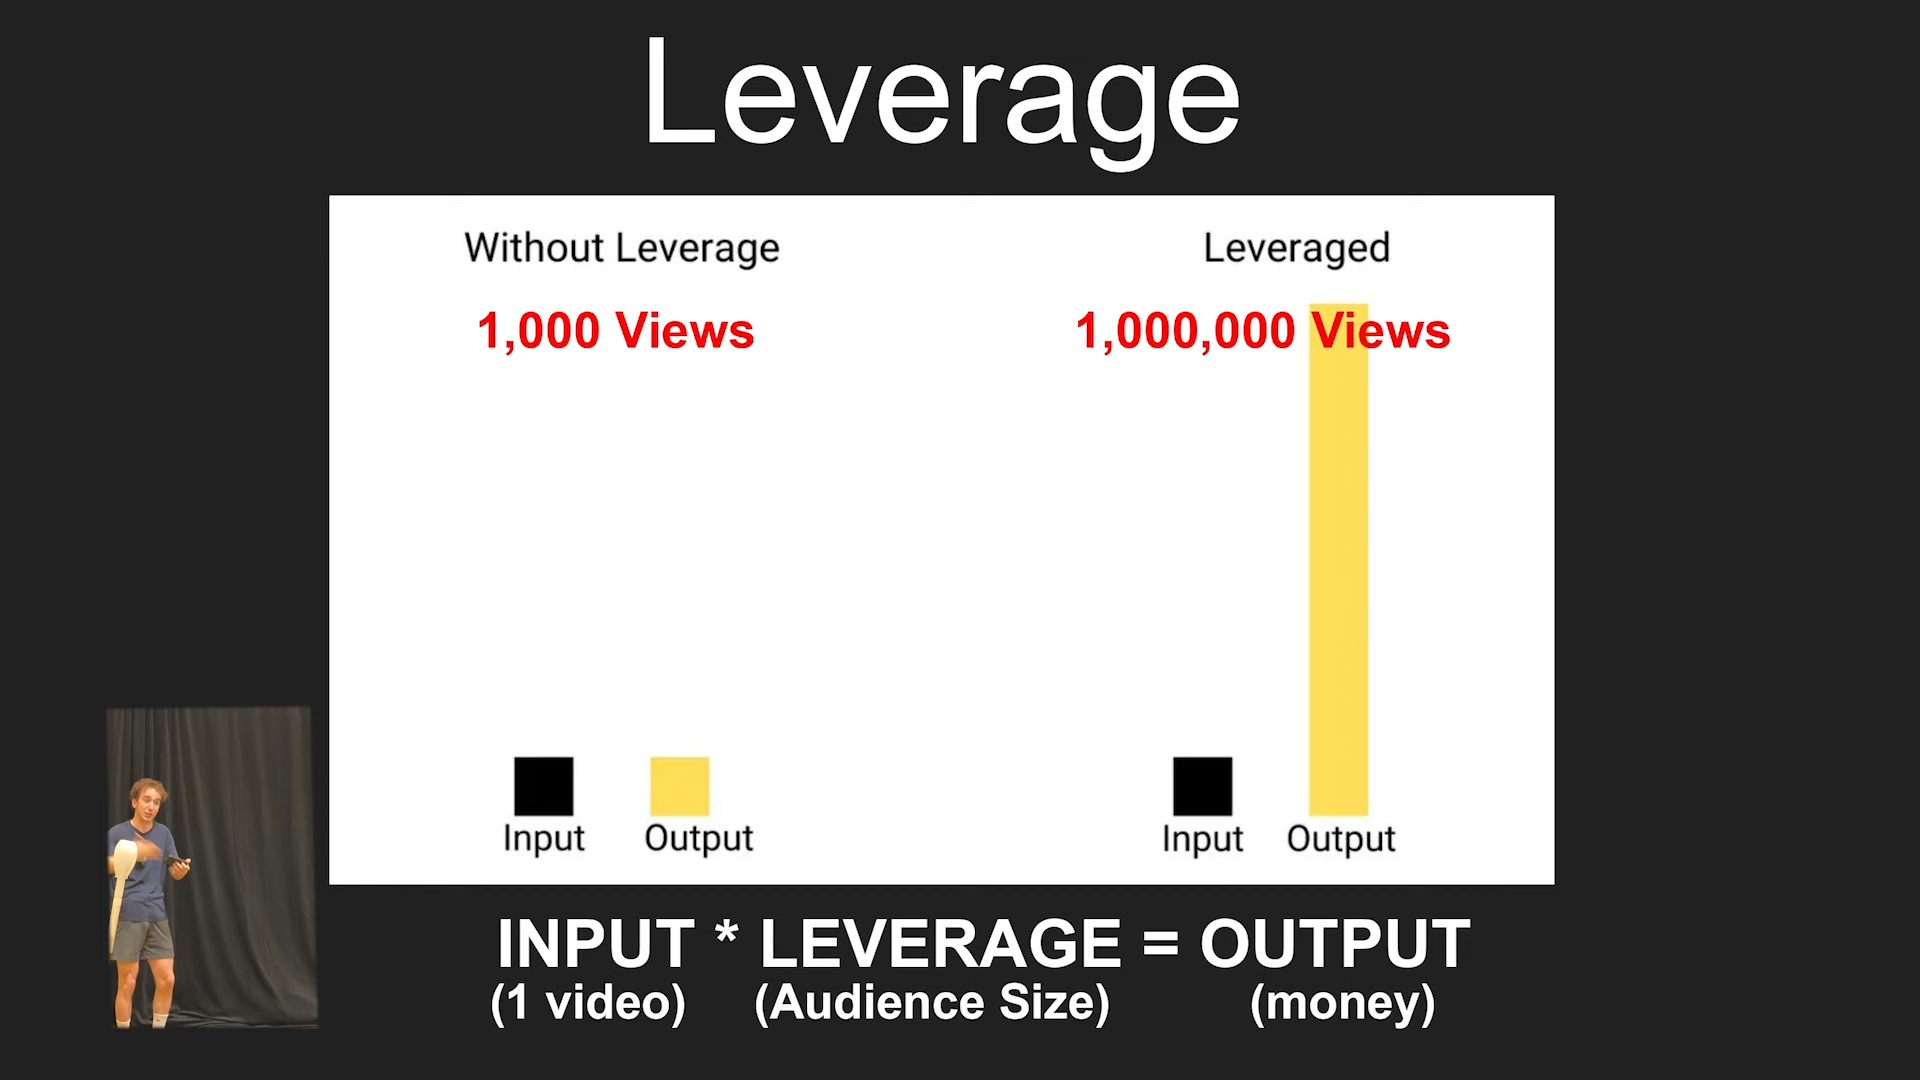 Leverage
Without Leverage
Leveraged
1,000 Views
1,000,000 Views
Input
Output
Input
Output
INPUT * LEVERAGE = OUTPUT
(1 video) (Audience Size) (money)